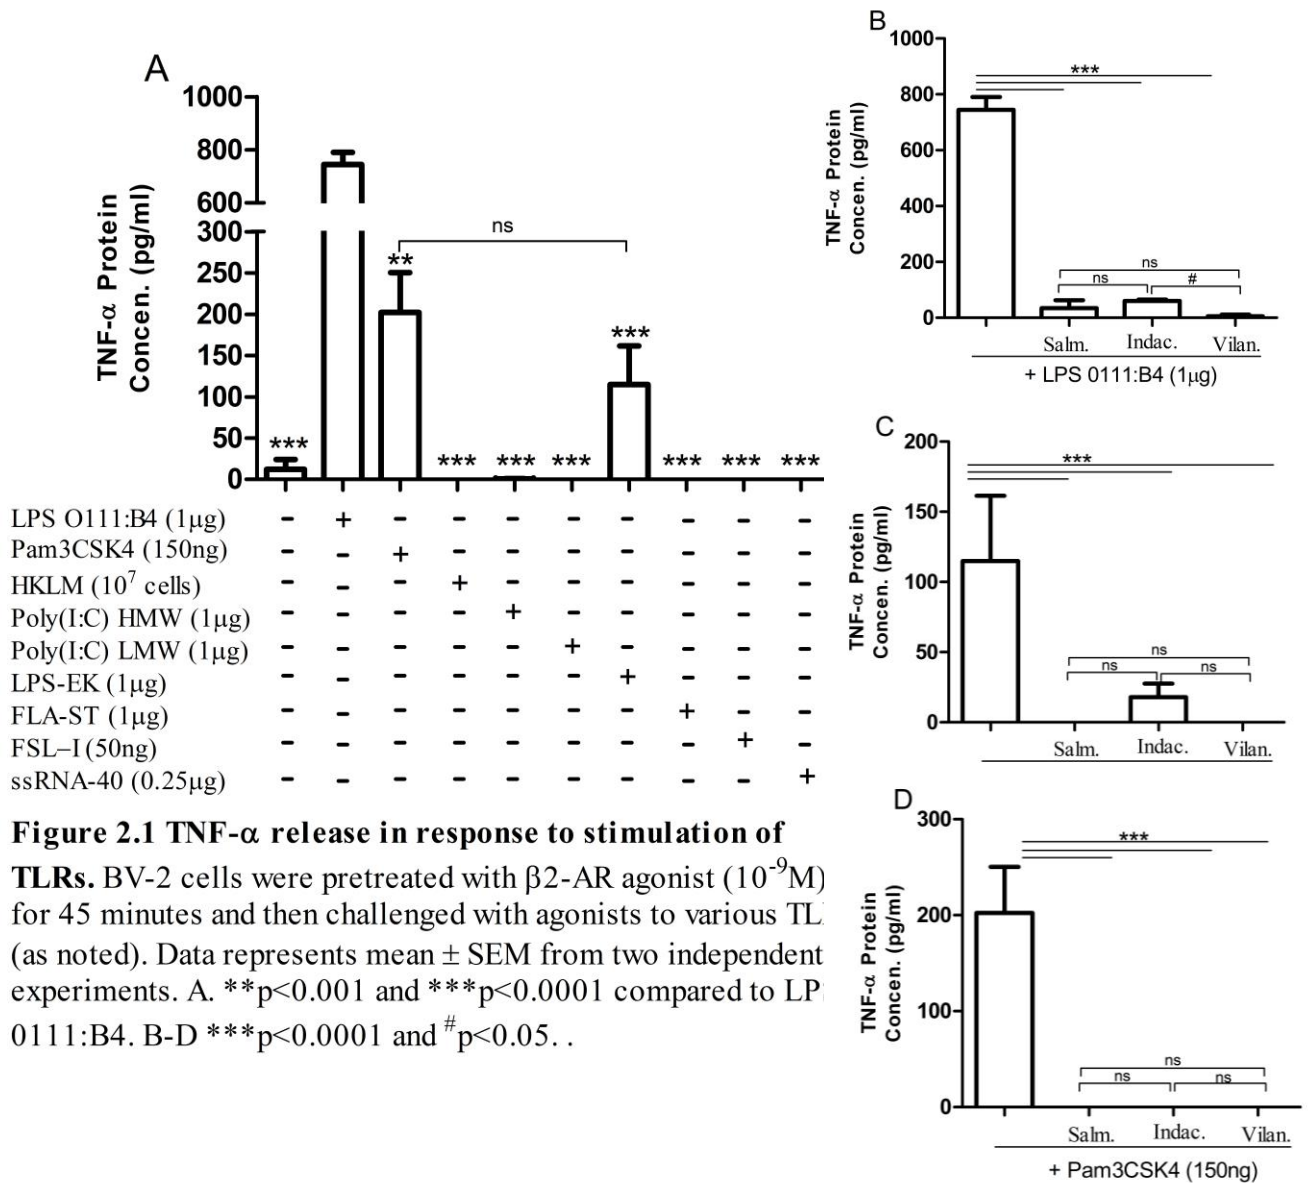 A
TNF-α Protein
Concen. (pg/ml)
1000
800
600
300
250
200
150
100
50
0
ns
***
**
***
***
***
***
***
***
***
LPS O111:B4 (1µg) - + - - - - - - - -
Pam3CSK4 (150ng) - - + - - - - - - -
HKLM (10⁷ cells) - - - + - - - - - -
Poly(I:C) HMW (1µg) - - - - + - - - - -
Poly(I:C) LMW (1µg) - - - - - + - - - -
LPS-EK (1µg) - - - - - - + - - -
FLA-ST (1µg) - - - - - - - + - -
FSL–I (50ng) - - - - - - - - + -
ssRNA-40 (0.25µg) - - - - - - - - - +
Figure 2.1 TNF-α release in response to stimulation of
TLRs. BV-2 cells were pretreated with β2-AR agonist (10⁻⁹M)
for 45 minutes and then challenged with agonists to various
(as noted). Data represents mean ± SEM from two independent
experiments. A. **p<0.001 and ***p<0.0001 compared to
0111:B4. B-D ***p<0.0001 and #p<0.05. .
B
TNF-α Protein
Concen. (pg/ml)
1000
800
600
400
200
0
***
ns
ns #
Salm. Indac. Vilan.
+ LPS 0111:B4 (1µg)
C
TNF-α Protein
Concen. (pg/ml)
200
150
100
50
0
***
ns
ns ns
Salm. Indac. Vilan.
D
TNF-α Protein
Concen. (pg/ml)
300
200
100
0
***
ns
ns ns
Salm. Indac. Vilan.
+ Pam3CSK4 (150ng)